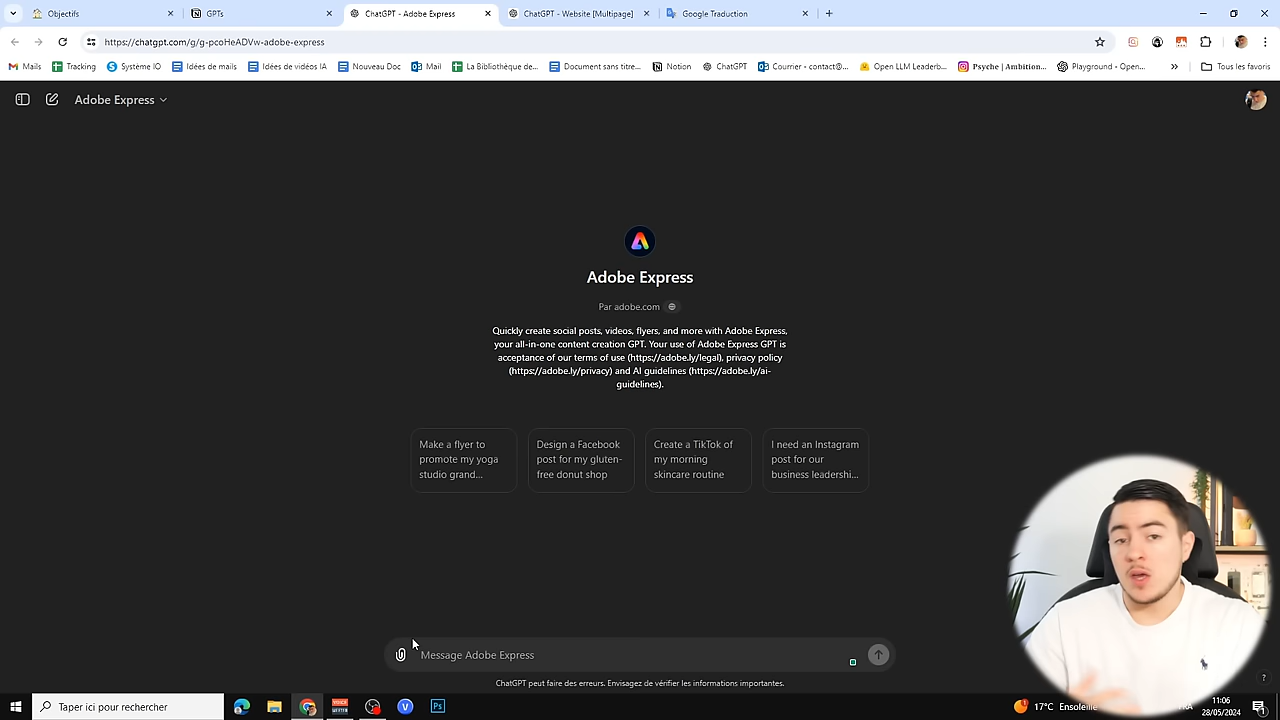 Objectifs
GPTs
ChatGPT - Adobe Express
ChatGPT - Website [Multipage]
Google Traduction
https://chatgpt.com/g/g-pcoHeADVw-adobe-express
Mails
Tracking
Système IO
Idées de mails
Idées de vidéos IA
Nouveau Doc
Mail
La Bibliothèque de...
Document sans titre...
Notion
ChatGPT
Courrier - contact@...
Open LLM Leaderb...
Psyche | Ambition...
Playground - Open...
Tous les favoris
Adobe Express
Adobe Express
Par adobe.com
Quickly create social posts, videos, flyers, and more with Adobe Express,
your all-in-one content creation GPT. Your use of Adobe Express GPT is
acceptance of our terms of use (https://adobe.ly/legal), privacy policy
(https://adobe.ly/privacy) and AI guidelines (https://adobe.ly/ai-
guidelines).
Make a flyer to
promote my yoga
studio grand...
Design a Facebook
post for my gluten-
free donut shop
Create a TikTok of
my morning
skincare routine
I need an Instagram
post for our
business leadershi...
Message Adobe Express
ChatGPT peut faire des erreurs. Envisagez de vérifier les informations importantes.
?
Taper ici pour rechercher
Ps
17°C Ensoleillé
11:06
28/05/2024